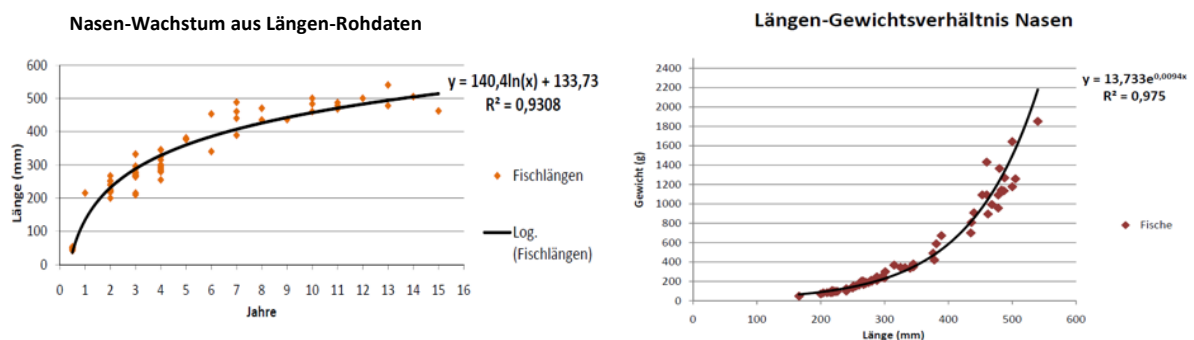 Nasen-Wachstum aus Längen-Rohdaten
600
500
400
300
200
100
0
Länge (mm)
0 1 2 3 4 5 6 7 8 9 10 11 12 13 14 15 16
Jahre
y = 140,4ln(x) + 133,73
R² = 0,9308
Fischlängen
Log.
(Fischlängen)
Längen-Gewichtsverhältnis Nasen
2400
2200
2000
1800
1600
1400
1200
1000
800
600
400
200
0
Gewicht (g)
0 100 200 300 400 500 600
Länge (mm)
y = 13,733e^0,0094x
R² = 0,975
Fische